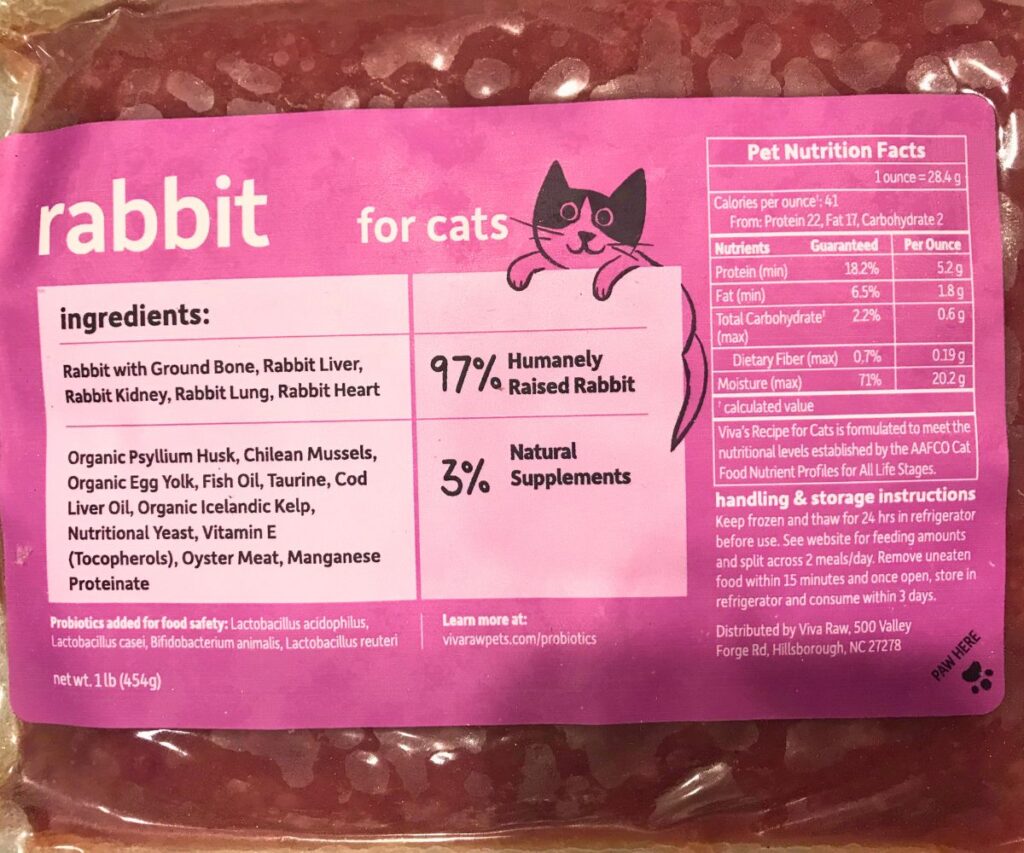 rabbit
for cats
ingredients:
Rabbit with Ground Bone, Rabbit Liver,
Rabbit Kidney, Rabbit Lung, Rabbit Heart
97% Humanely
Raised Rabbit
Organic Psyllium Husk, Chilean Mussels,
Organic Egg Yolk, Fish Oil, Taurine, Cod
Liver Oil, Organic Icelandic Kelp,
Nutritional Yeast, Vitamin E
(Tocopherols), Oyster Meat, Manganese
Proteinate
3% Natural
Supplements
Probiotics added for food safety: Lactobacillus acidophilus,
Lactobacillus casei, Bifidobacterium animalis, Lactobacillus reuteri
Learn more at:
vivarawpets.com/probiotics
net wt. 1 lb (454g)
Pet Nutrition Facts
1 ounce = 28.4 g
Calories per ounce†: 41
From: Protein 22, Fat 17, Carbohydrate 2
Nutrients Guaranteed Per Ounce
Protein (min) 18.2% 5.2 g
Fat (min) 6.5% 1.8 g
Total Carbohydrate† 2.2% 0.6 g
(max)
Dietary Fiber (max) 0.7% 0.19 g
Moisture (max) 71% 20.2 g
† calculated value
Viva's Recipe for Cats is formulated to meet the
nutritional levels established by the AAFCO Cat
Food Nutrient Profiles for All Life Stages.
handling & storage instructions
Keep frozen and thaw for 24 hrs in refrigerator
before use. See website for feeding amounts
and split across 2 meals/day. Remove uneaten
food within 15 minutes and once open, store in
refrigerator and consume within 3 days.
Distributed by Viva Raw, 500 Valley
Forge Rd, Hillsborough, NC 27278
PAW HERE